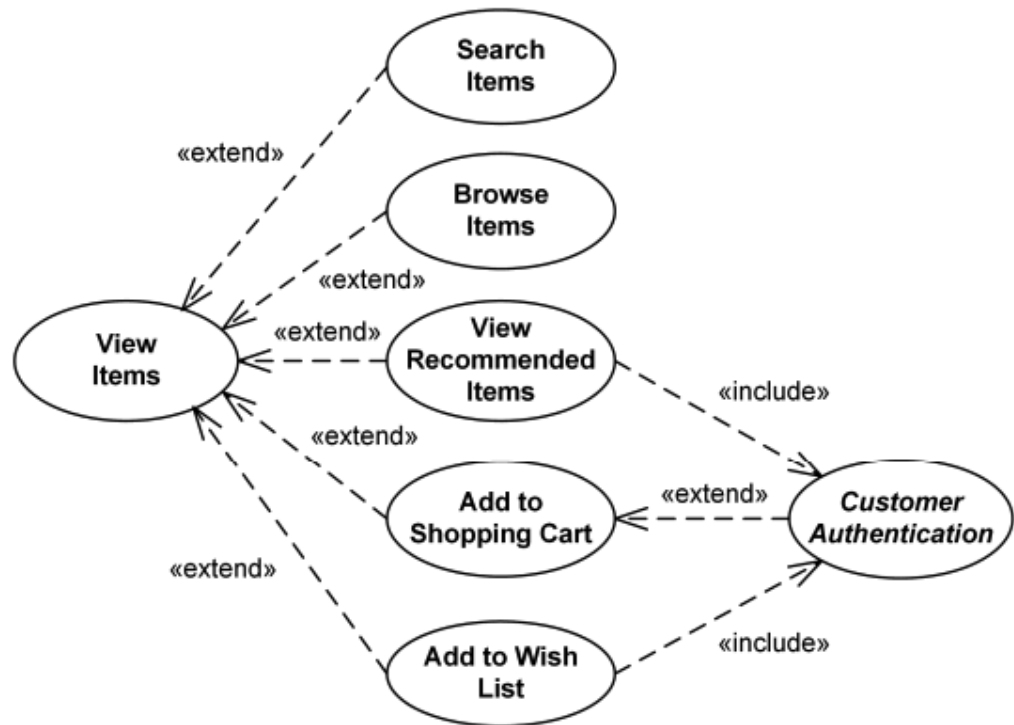 Search
Items
«extend»
Browse
Items
«extend»
View
Items
«extend»
View
Recommended
Items
«include»
«extend»
Add to
Shopping Cart
«extend»
Customer
Authentication
«extend»
Add to Wish
List
«include»